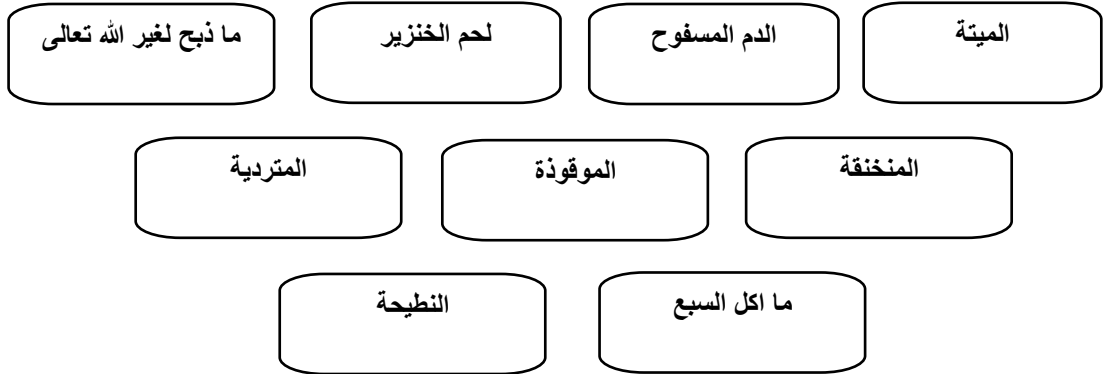 الميتة
الدم المسفوح
لحم الخنزير
ما ذبح لغير الله تعالى
المنخنقة
الموقوذة
المتردية
ما اكل السبع
النطيحة